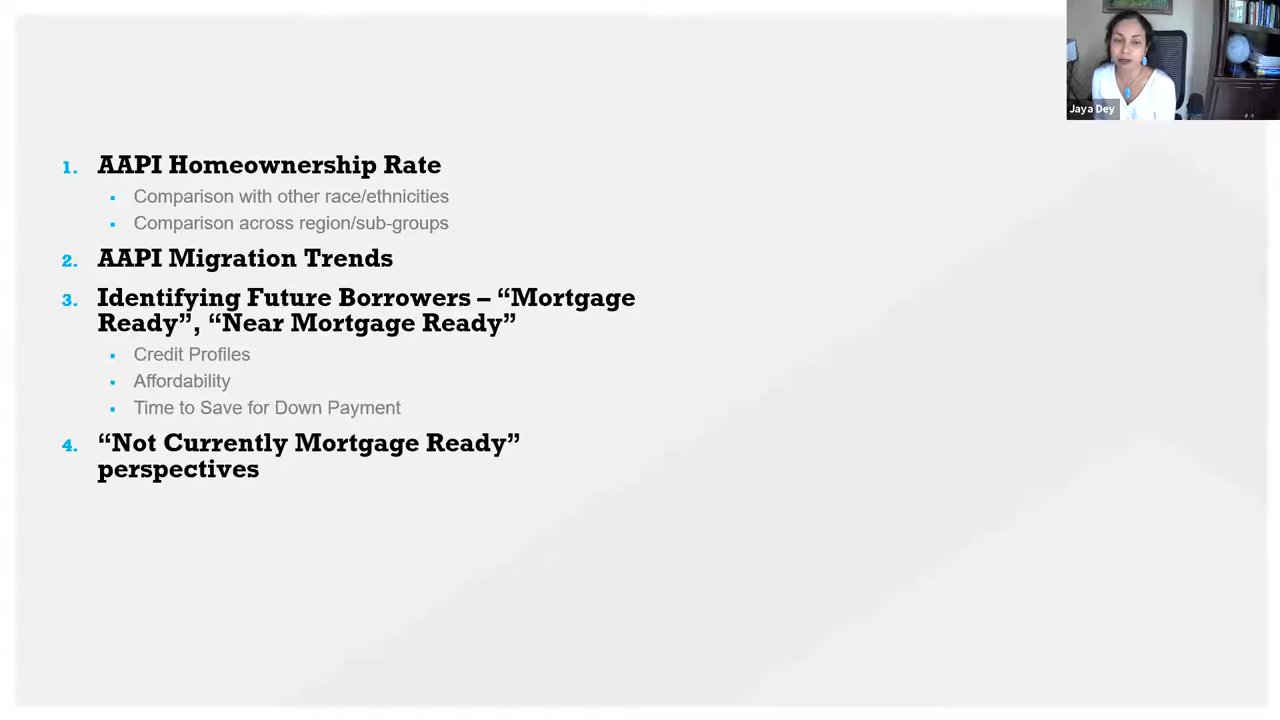 1. AAPI Homeownership Rate
▪ Comparison with other race/ethnicities
▪ Comparison across region/sub-groups
2. AAPI Migration Trends
3. Identifying Future Borrowers – “Mortgage
Ready”, “Near Mortgage Ready”
▪ Credit Profiles
▪ Affordability
▪ Time to Save for Down Payment
4. “Not Currently Mortgage Ready”
perspectives
Jaya Dey